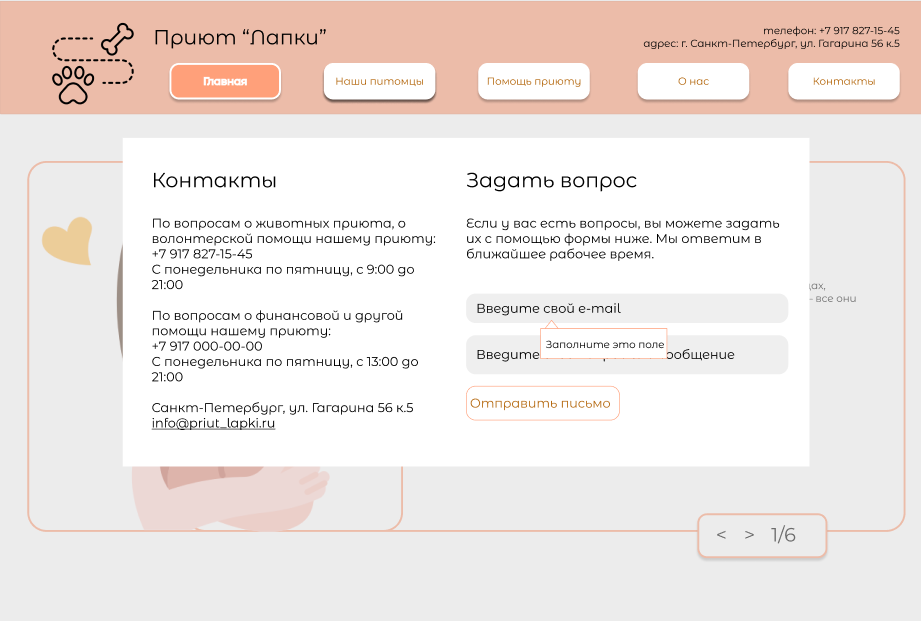 Приют “Лапки”
телефон: +7 917 827-15-45
адрес: г. Санкт-Петербург, ул. Гагарина 56 к.5
Главная
Наши питомцы
Помощь приюту
О нас
Контакты
Контакты
По вопросам о животных приюта, о
волонтерской помощи нашему приюту:
+7 917 827-15-45
С понедельника по пятницу, с 9:00 до
21:00
По вопросам о финансовой и другой
помощи нашему приюту:
+7 917 000-00-00
С понедельника по пятницу, с 13:00 до
21:00
Санкт-Петербург, ул. Гагарина 56 к.5
info@priut_lapki.ru
Задать вопрос
Если у вас есть вопросы, вы можете задать
их с помощью формы ниже. Мы ответим в
ближайшее рабочее время.
Введите свой e-mail
Заполните это поле
Введите
Отправить письмо
- все они
< > 1/6